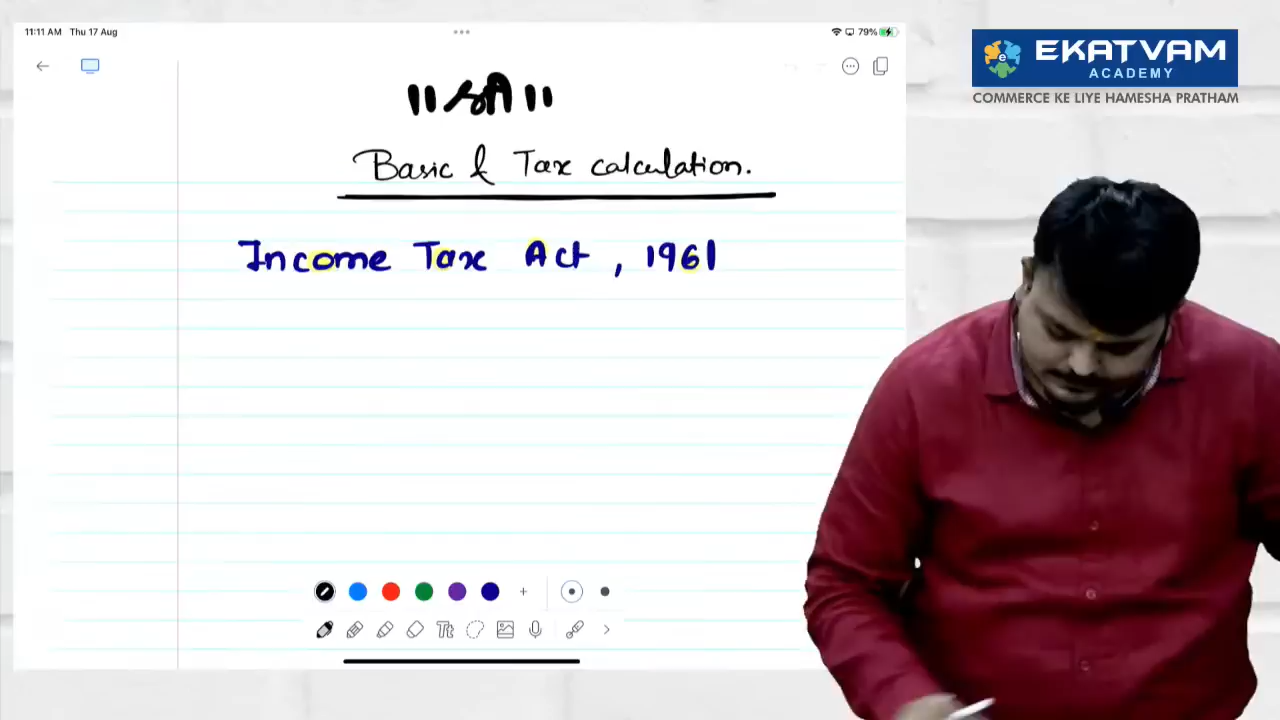 11:11 AM Thu 17 Aug
79%
EKATVAM
ACADEMY
COMMERCE KE LIYE HAMESHA PRATHAM
॥ श्री ॥
Basic & Tax calculation.
Income Tax Act, 1961
Tt